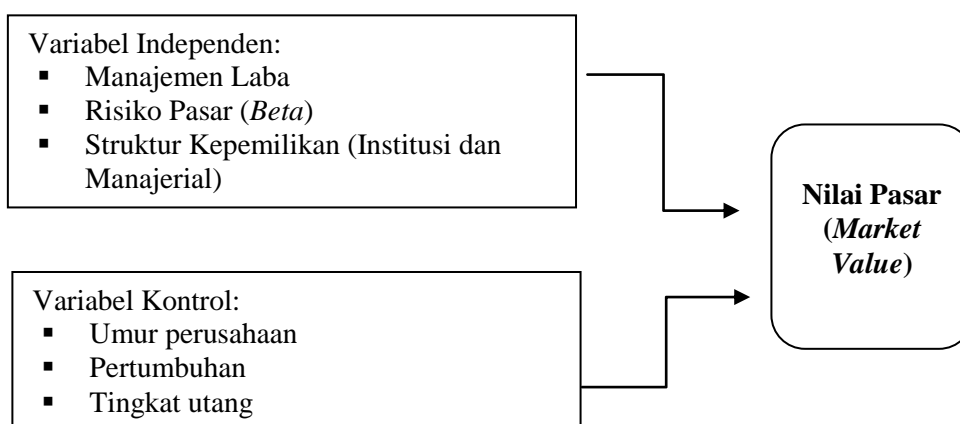 Variabel Independen:
▪ Manajemen Laba
▪ Risiko Pasar (Beta)
▪ Struktur Kepemilikan (Institusi dan
Manajerial)
Nilai Pasar
(Market
Value)
Variabel Kontrol:
▪ Umur perusahaan
▪ Pertumbuhan
▪ Tingkat utang